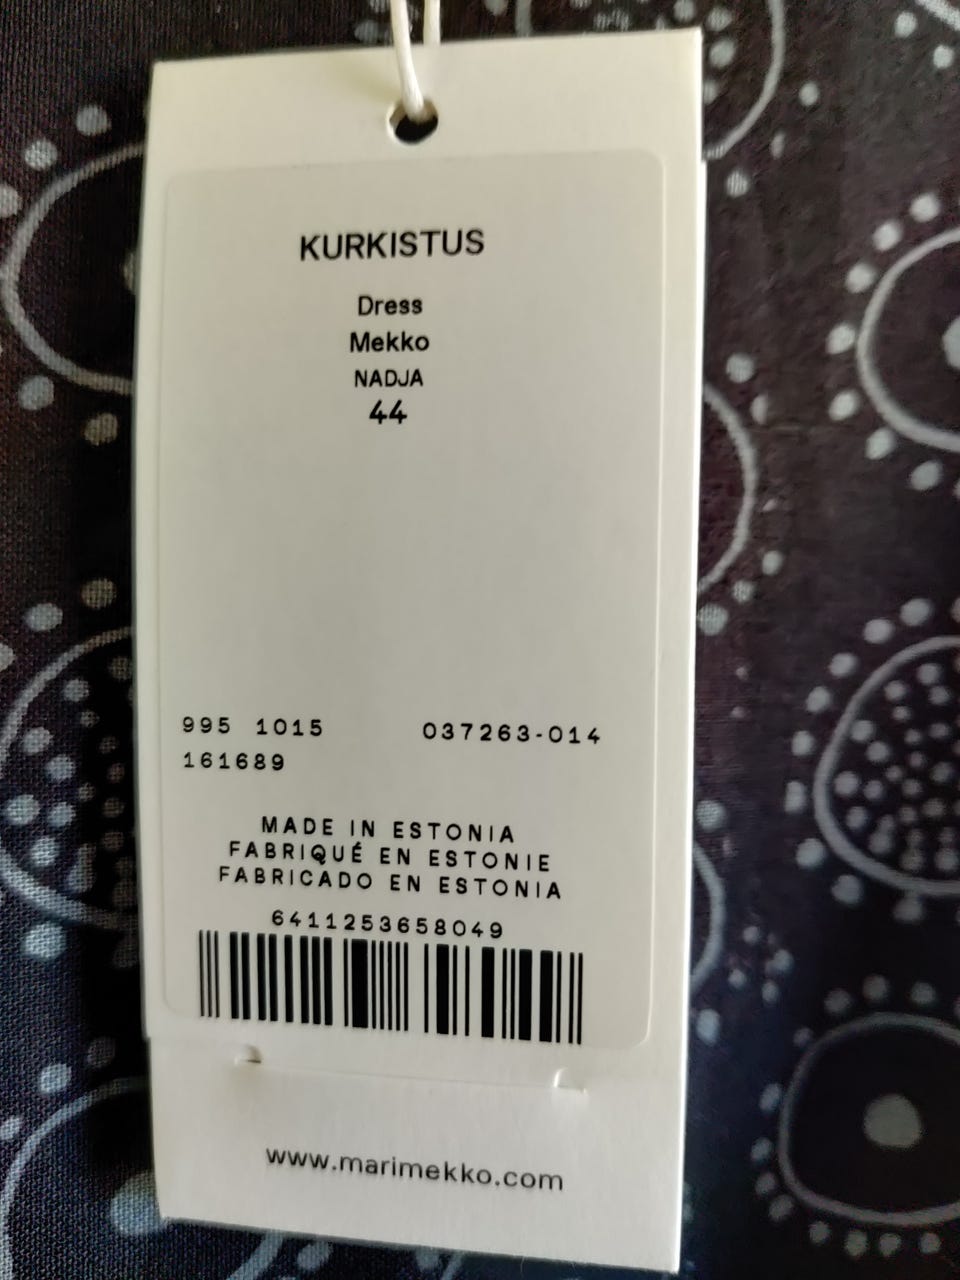 KURKISTUS
Dress
Mekko
NADJA
44
995 1015 037263-014
161689
MADE IN ESTONIA
FABRIQUÉ EN ESTONIE
FABRICADO EN ESTONIA
6411253658049
www.marimekko.com